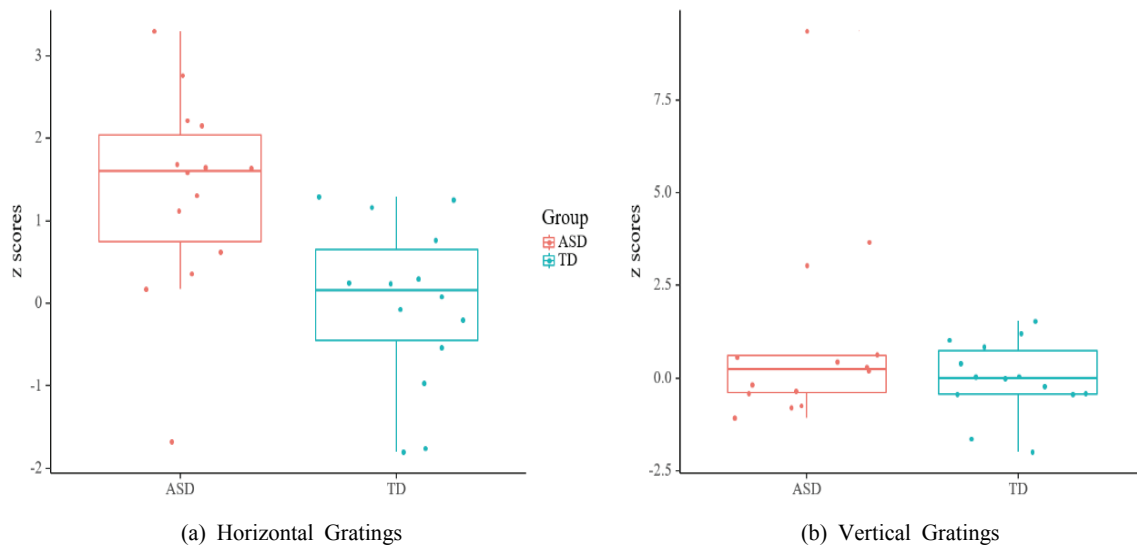 z scores
3
2
1
0
-1
-2
ASD
TD
(a) Horizontal Gratings
Group
ASD
TD
z scores
7.5
5.0
2.5
0.0
-2.5
ASD
TD
(b) Vertical Gratings